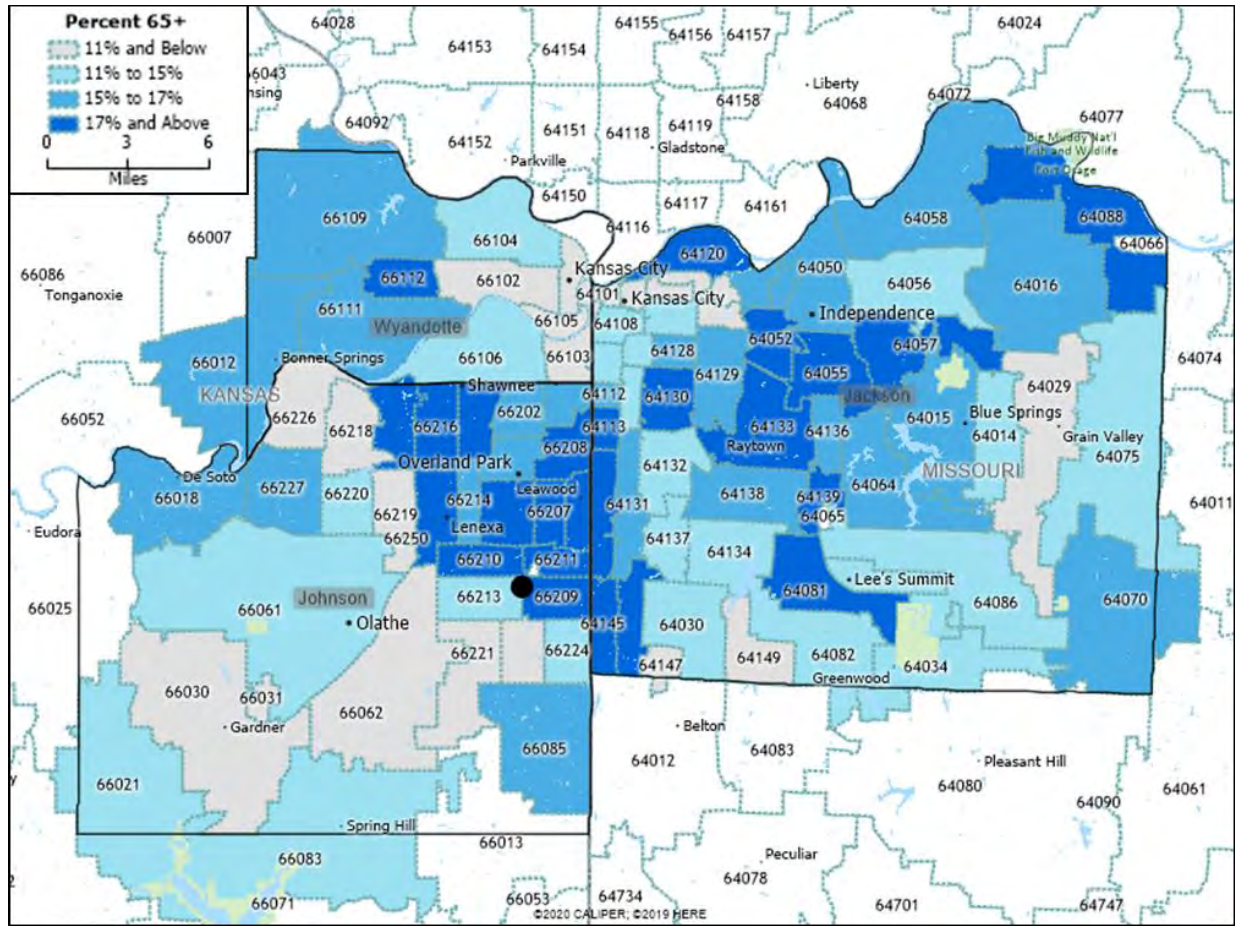 Percent 65+
11% and Below
11% to 15%
15% to 17%
17% and Above
0 3 6
Miles
64028
64155
64156
64157
64024
64153
64154
66043
Liberty
64068
64072
64077
64158
64092
64152
64151
64118
64119
Gladstone
Parkville
Big Muddy Nat'l
Fish and Wildlife
Fort Osage
64150
64117
64161
66109
64116
64058
64088
66007
66104
64120
64066
66086
Tonganoxie
66112
66102
Kansas City
64050
64056
64016
64101
Kansas City
66111
Wyandotte
66105
64108
Independence
66012
Bonner Springs
66106
66103
64128
64052
64057
64074
KANSAS
Shawnee
64112
64129
64055
64029
66052
66226
66218
66216
66202
64130
Jackson
66208
64113
64133
64136
64015
Blue Springs
64014
Grain Valley
64075
Raytown
Overland Park
64132
MISSOURI
De Soto
66018
66227
66220
Leawood
64138
64139
64064
66219
66214
66207
64131
64065
64011
Eudora
Lenexa
66250
66210
66211
64137
64134
66025
66061
Johnson
66213
66209
64081
Lee's Summit
64086
64070
Olathe
64145
64030
66221
66224
64147
64149
64082
64034
Greenwood
66030
66031
66062
Gardner
66085
Belton
64012
64083
Pleasant Hill
64080
64061
66021
64090
Spring Hill
66013
66083
Peculiar
64078
66071
66053
64734
64701
64747
©2020 CALIPER; ©2019 HERE